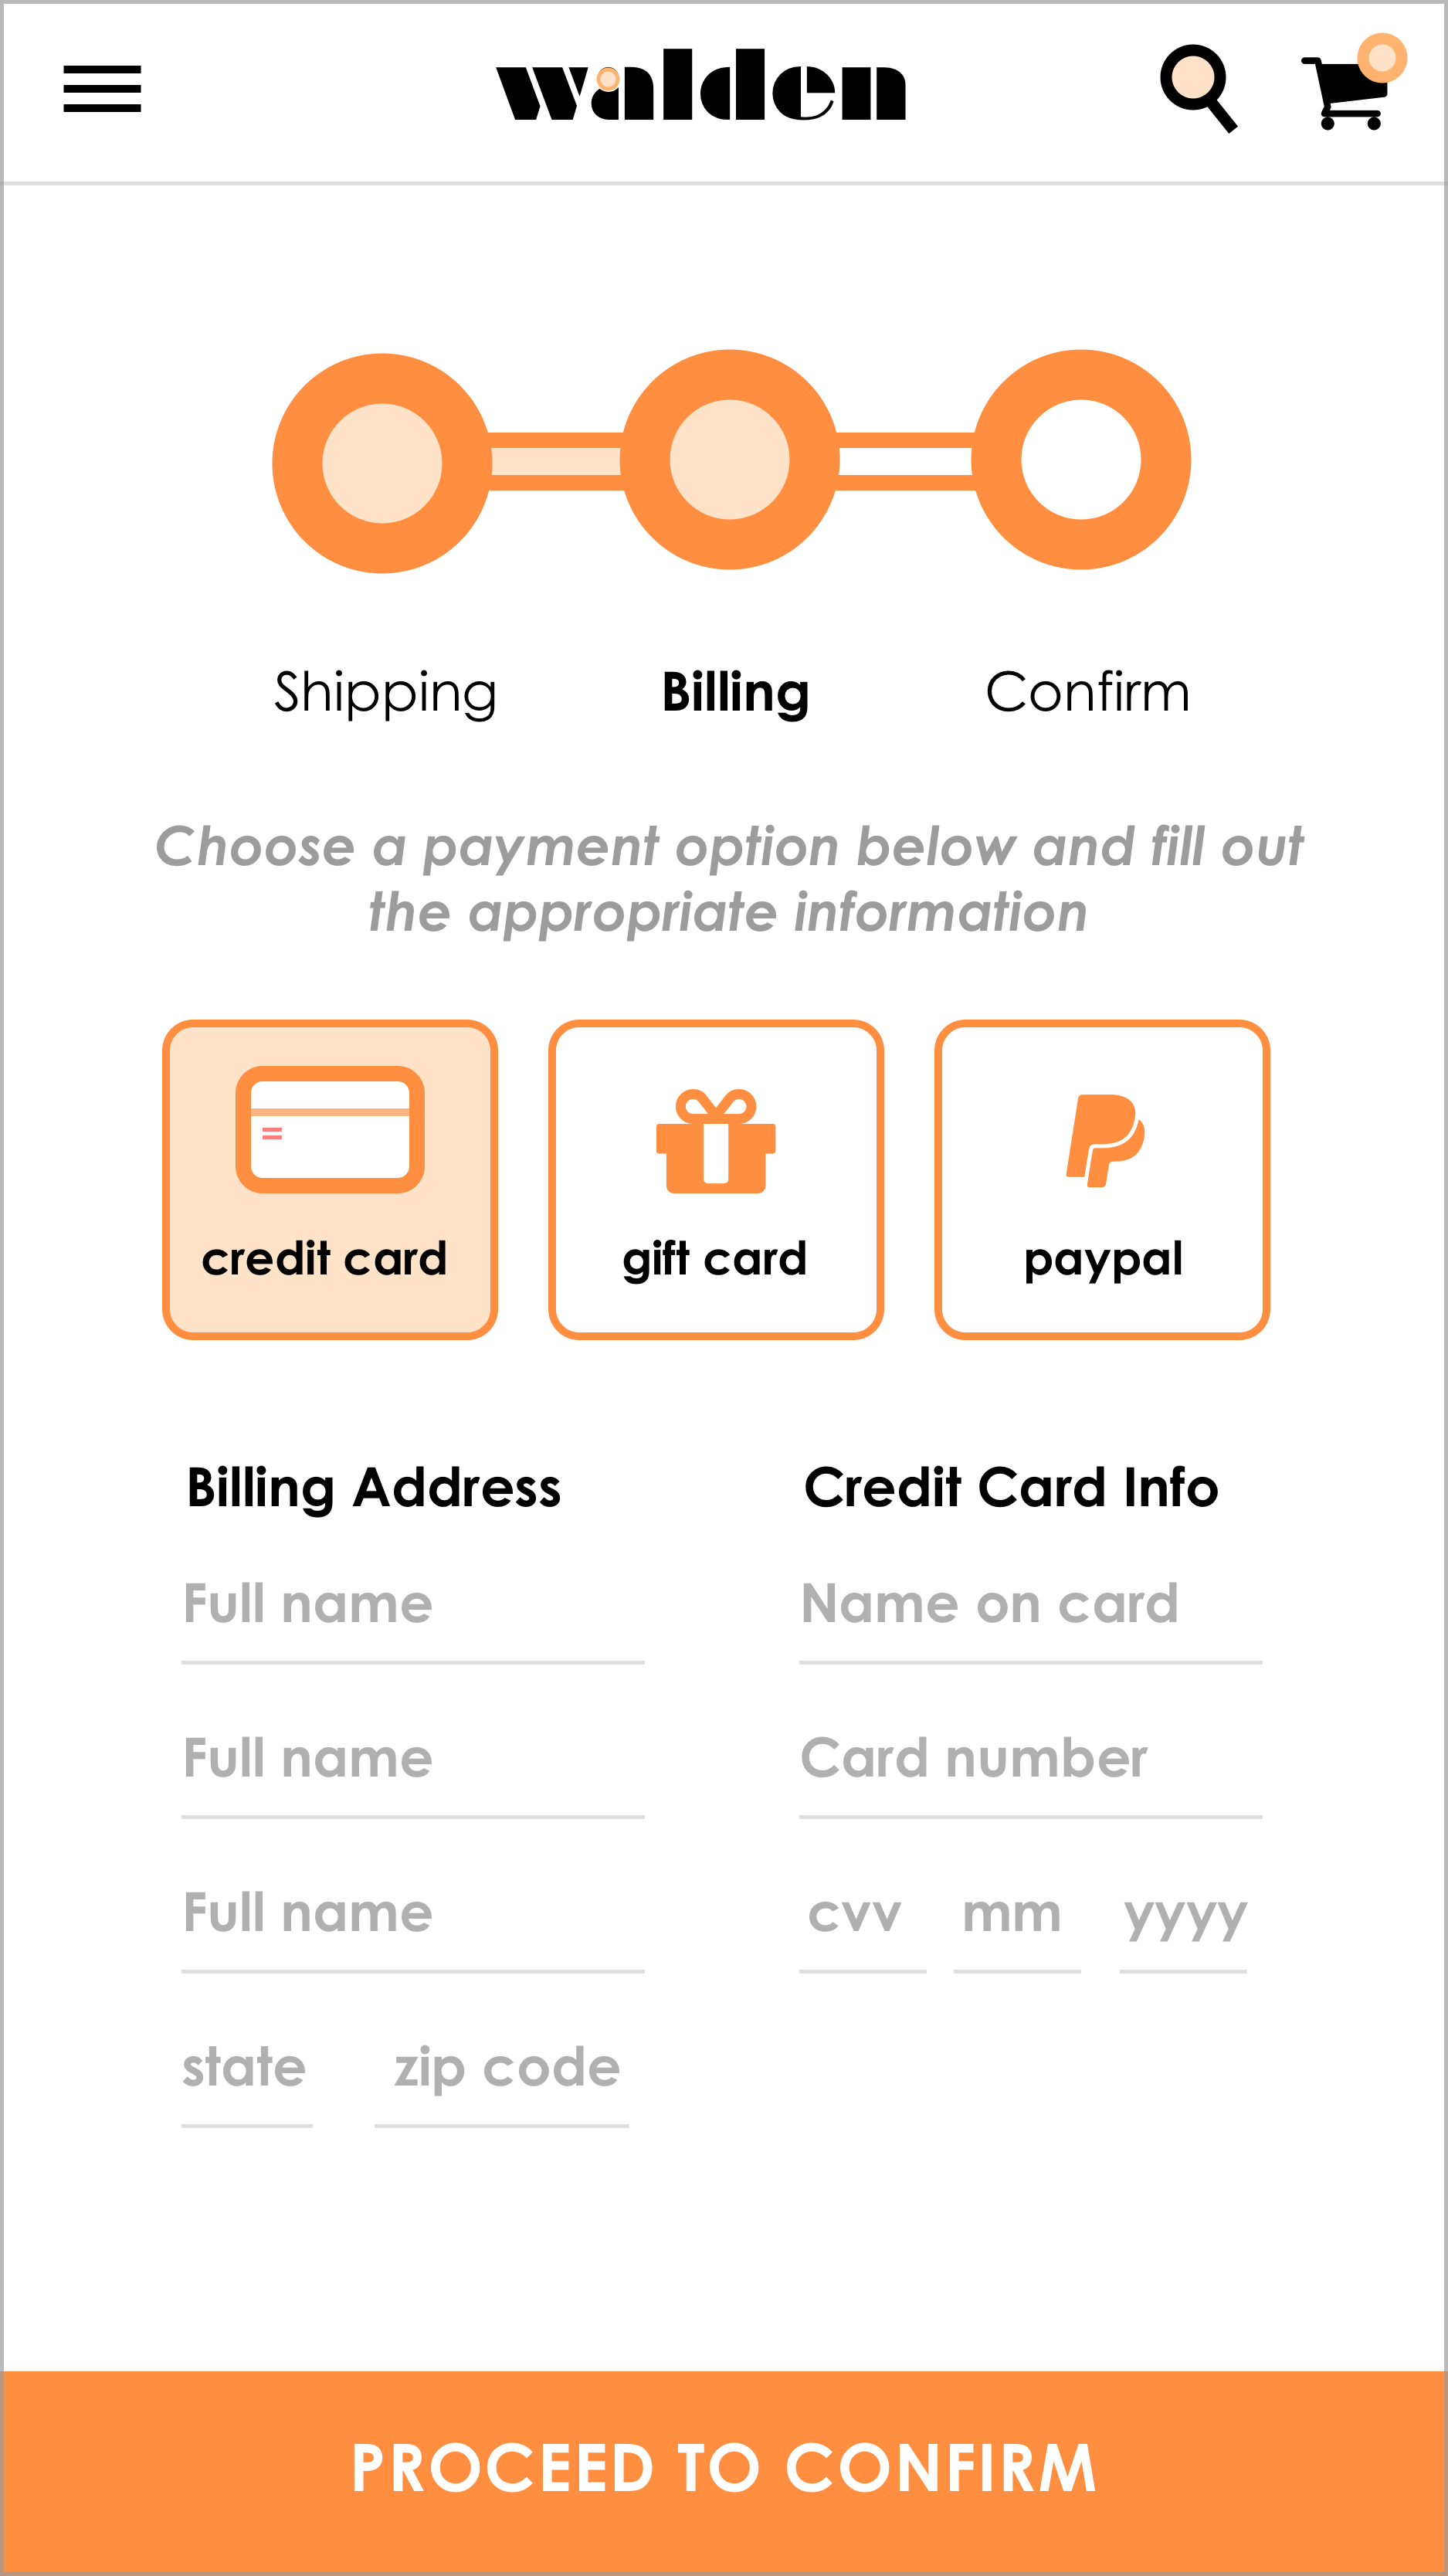 walden
Shipping Billing Confirm
Choose a payment option below and fill out
the appropriate information
credit card gift card paypal
Billing Address
Full name
Full name
Full name
state zip code
Credit Card Info
Name on card
Card number
cvv mm yyyy
PROCEED TO CONFIRM